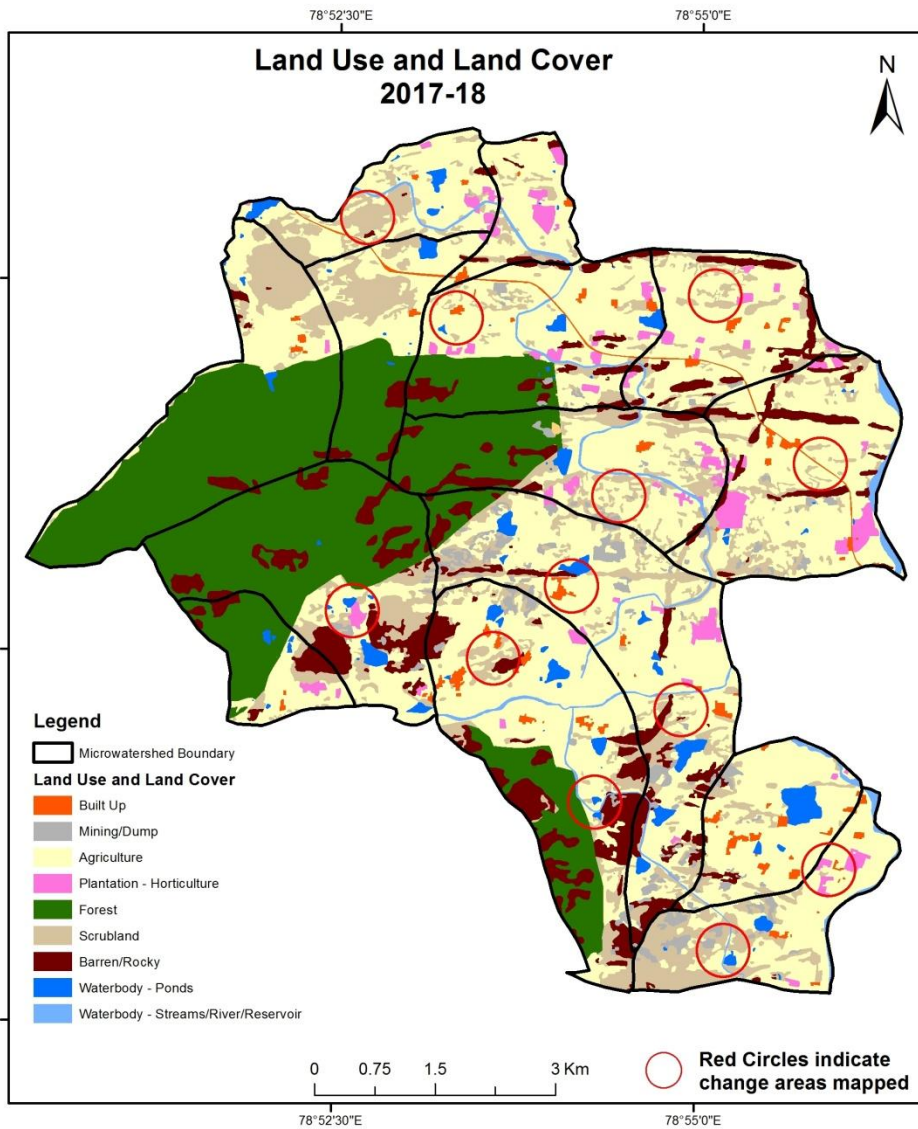 78°52'30"E
78°55'0"E
Land Use and Land Cover
2017-18
N
Legend
Microwatershed Boundary
Land Use and Land Cover
Built Up
Mining/Dump
Agriculture
Plantation - Horticulture
Forest
Scrubland
Barren/Rocky
Waterbody - Ponds
Waterbody - Streams/River/Reservoir
0 0.75 1.5 3 Km
Red Circles indicate
change areas mapped
78°52'30"E
78°55'0"E